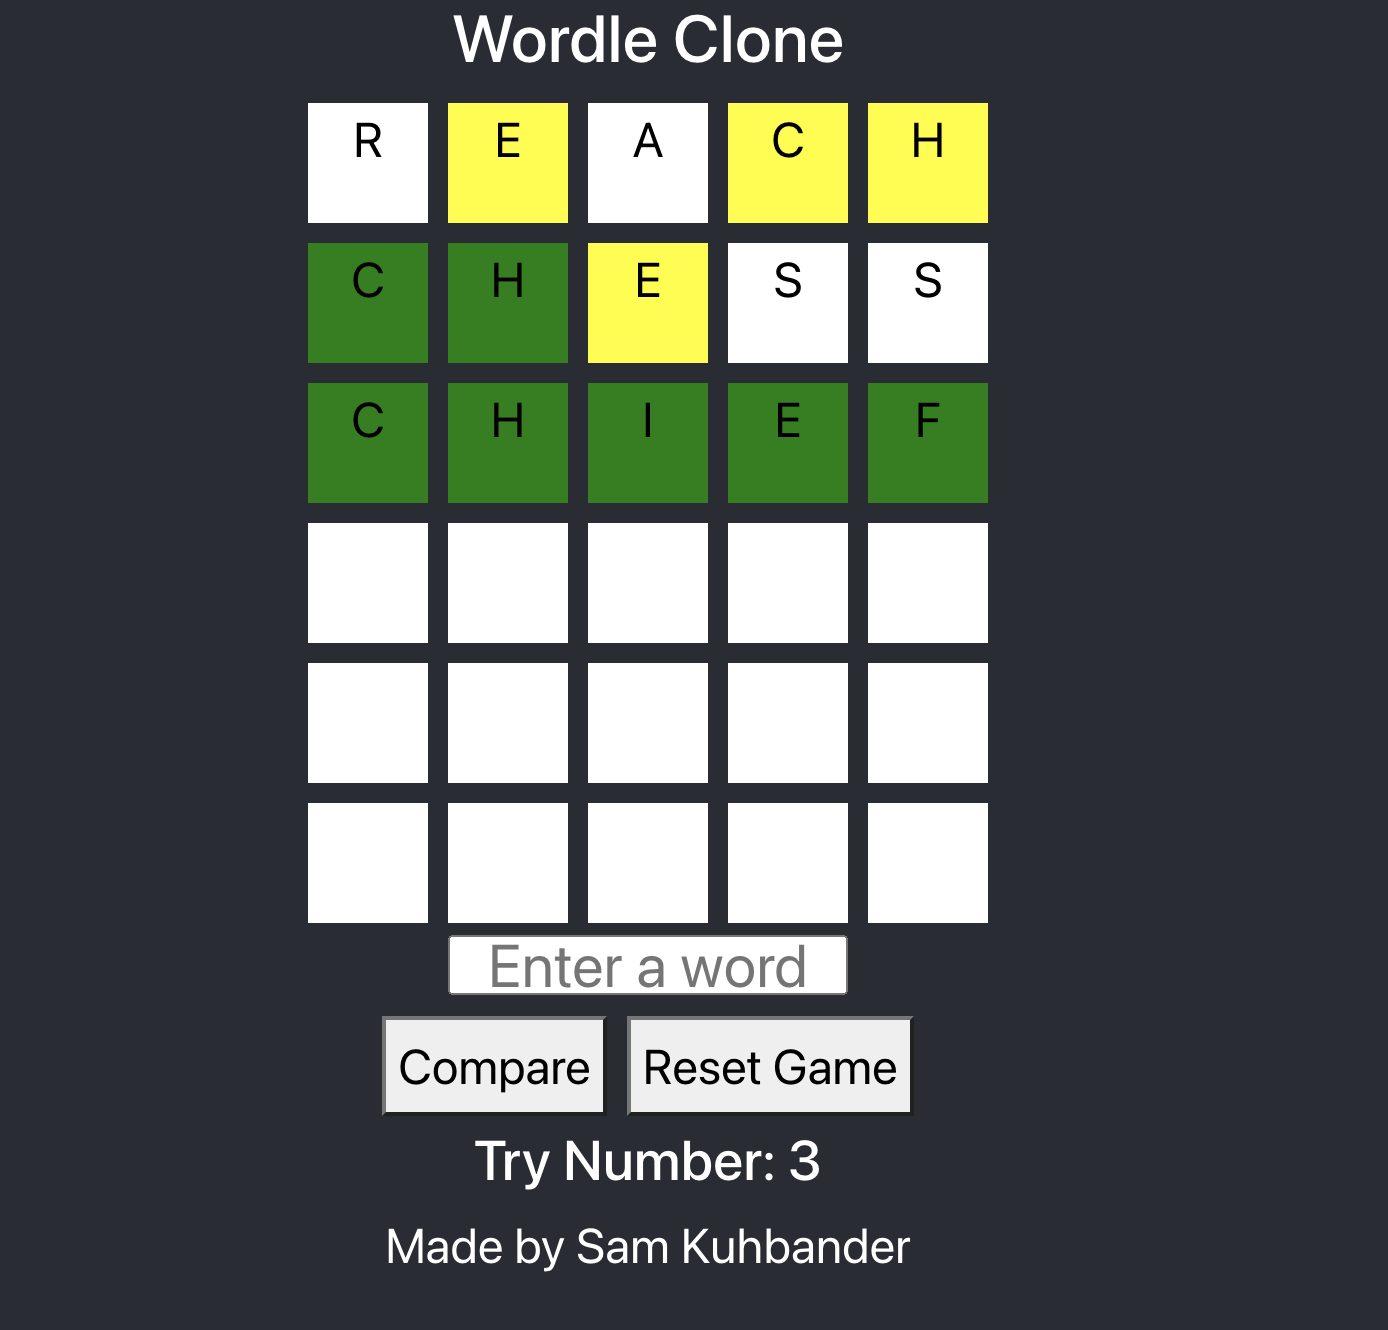 Wordle Clone
R E A C H
C H E S S
C H I E F
Enter a word
Compare Reset Game
Try Number: 3
Made by Sam Kuhbander